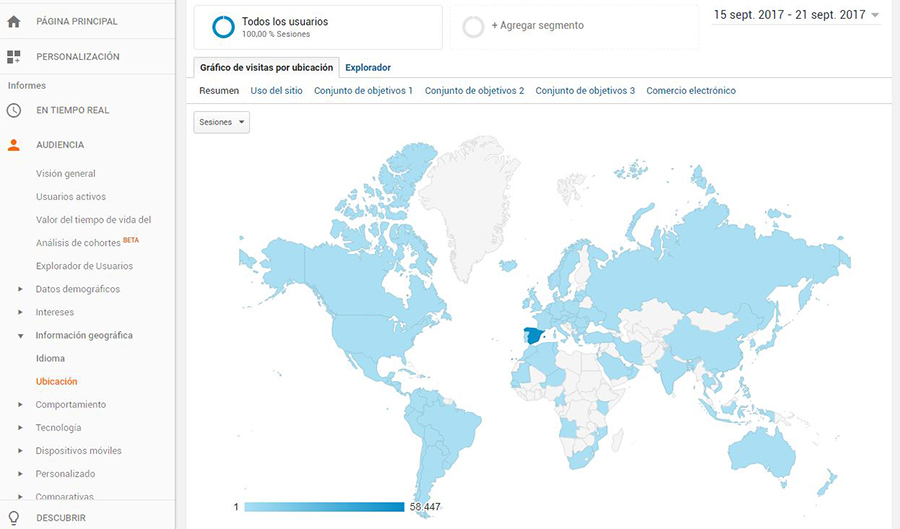 PÁGINA PRINCIPAL
PERSONALIZACIÓN
Informes
EN TIEMPO REAL
AUDIENCIA
Visión general
Usuarios activos
Valor del tiempo de vida del
Análisis de cohortes BETA
Explorador de Usuarios
Datos demográficos
Intereses
Información geográfica
Idioma
Ubicación
Comportamiento
Tecnología
Dispositivos móviles
Personalizado
Comparativas
DESCUBRIR
Todos los usuarios
100,00 % Sesiones
+ Agregar segmento
15 sept. 2017 - 21 sept. 2017
Gráfico de visitas por ubicación Explorador
Resumen Uso del sitio Conjunto de objetivos 1 Conjunto de objetivos 2 Conjunto de objetivos 3 Comercio electrónico
Sesiones
1 58.447